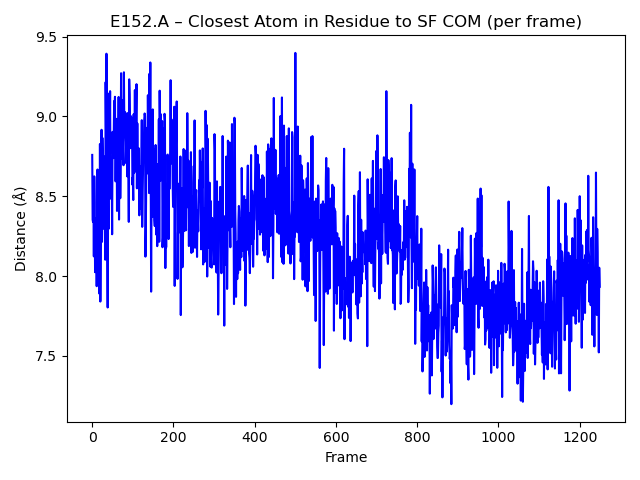 E152.A – Closest Atom in Residue to SF COM (per frame)
Distance (Å)
9.5
9.0
8.5
8.0
7.5
0 200 400 600 800 1000 1200
Frame